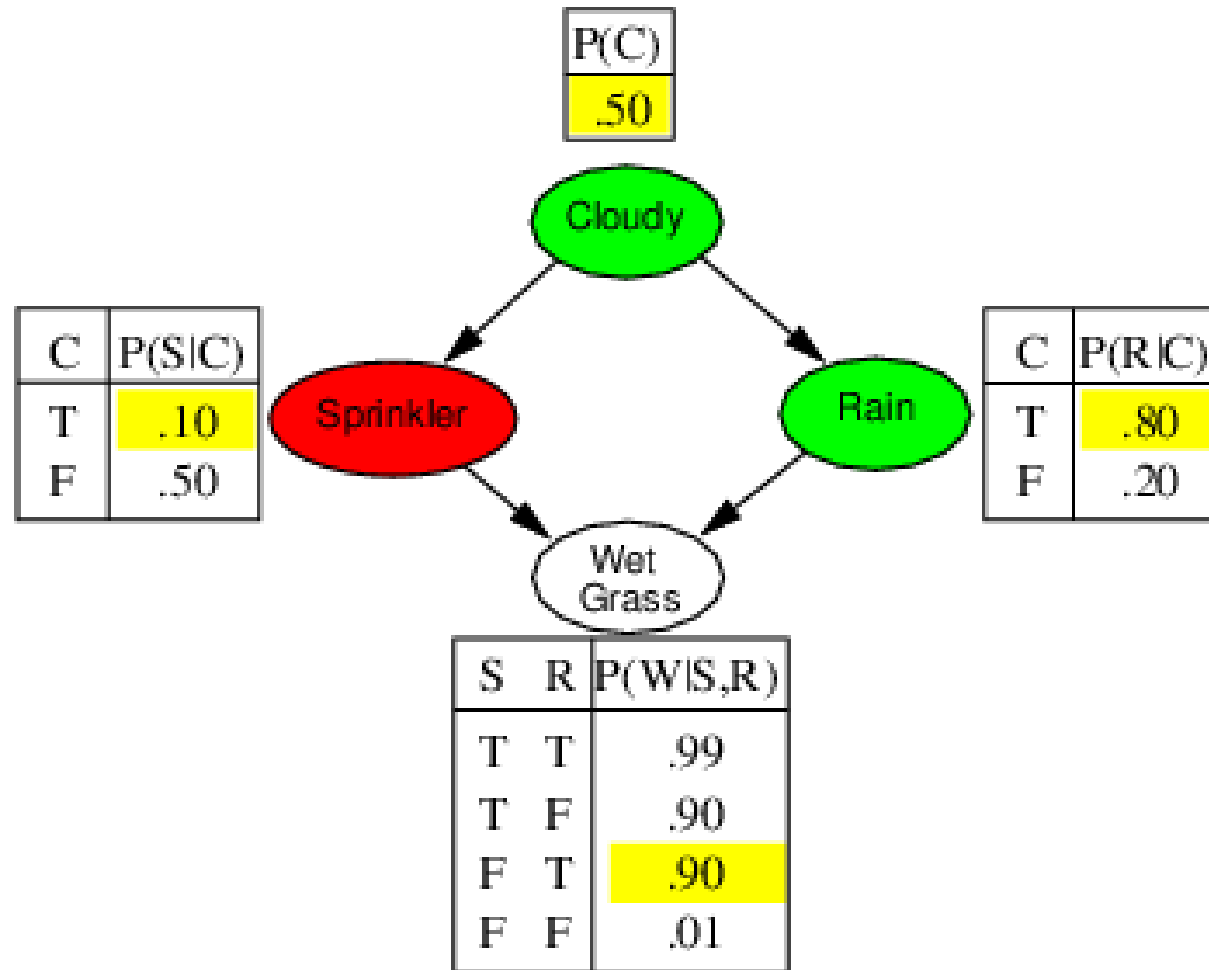 P(C)
.50
Cloudy
C P(S|C)
T .10
F .50
Sprinkler
Rain
C P(R|C)
T .80
F .20
Wet
Grass
S R P(W|S,R)
T T .99
T F .90
F T .90
F F .01